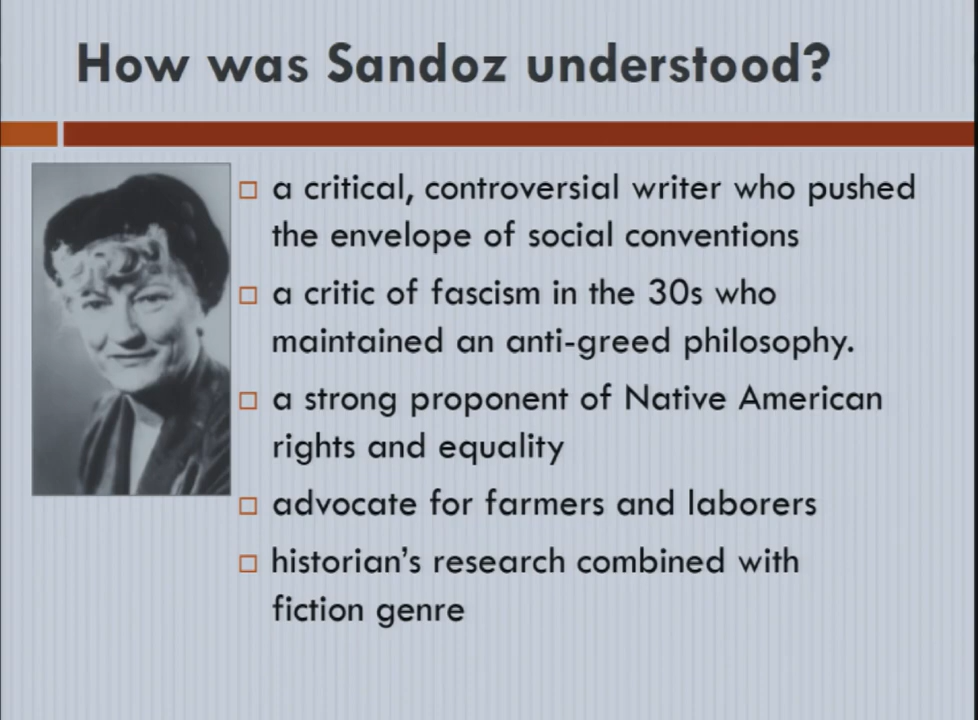 How was Sandoz understood?
a critical, controversial writer who pushed
the envelope of social conventions
a critic of fascism in the 30s who
maintained an anti-greed philosophy.
a strong proponent of Native American
rights and equality
advocate for farmers and laborers
historian's research combined with
fiction genre